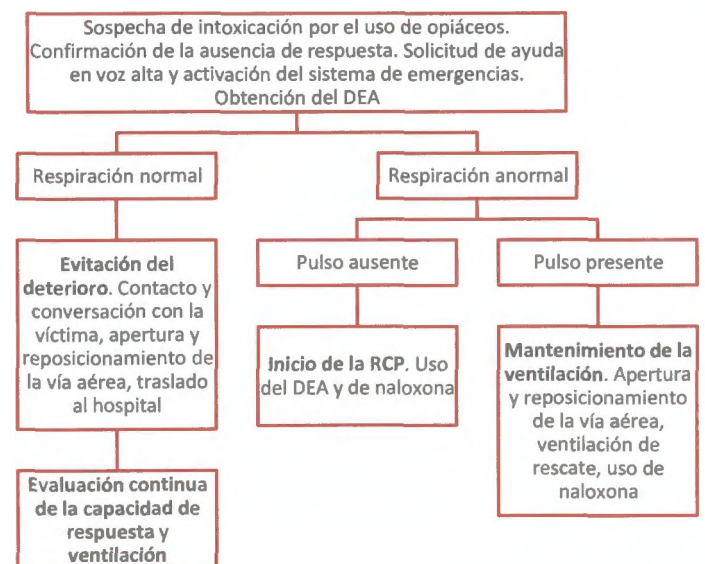 Sospecha de intoxicación por el uso de opiáceos.
Confirmación de la ausencia de respuesta. Solicitud de ayuda
en voz alta y activación del sistema de emergencias.
Obtención del DEA
Respiración normal
Respiración anormal
Evitación del
deterioro. Contacto y
conversación con la
víctima, apertura y
reposicionamiento de
la vía aérea, traslado
al hospital
Pulso ausente
Pulso presente
Inicio de la RCP. Uso
del DEA y de naloxona
Mantenimiento de la
ventilación. Apertura
y reposicionamiento
de la vía aérea,
ventilación de
rescate, uso de
naloxona
Evaluación continua
de la capacidad de
respuesta y
ventilación